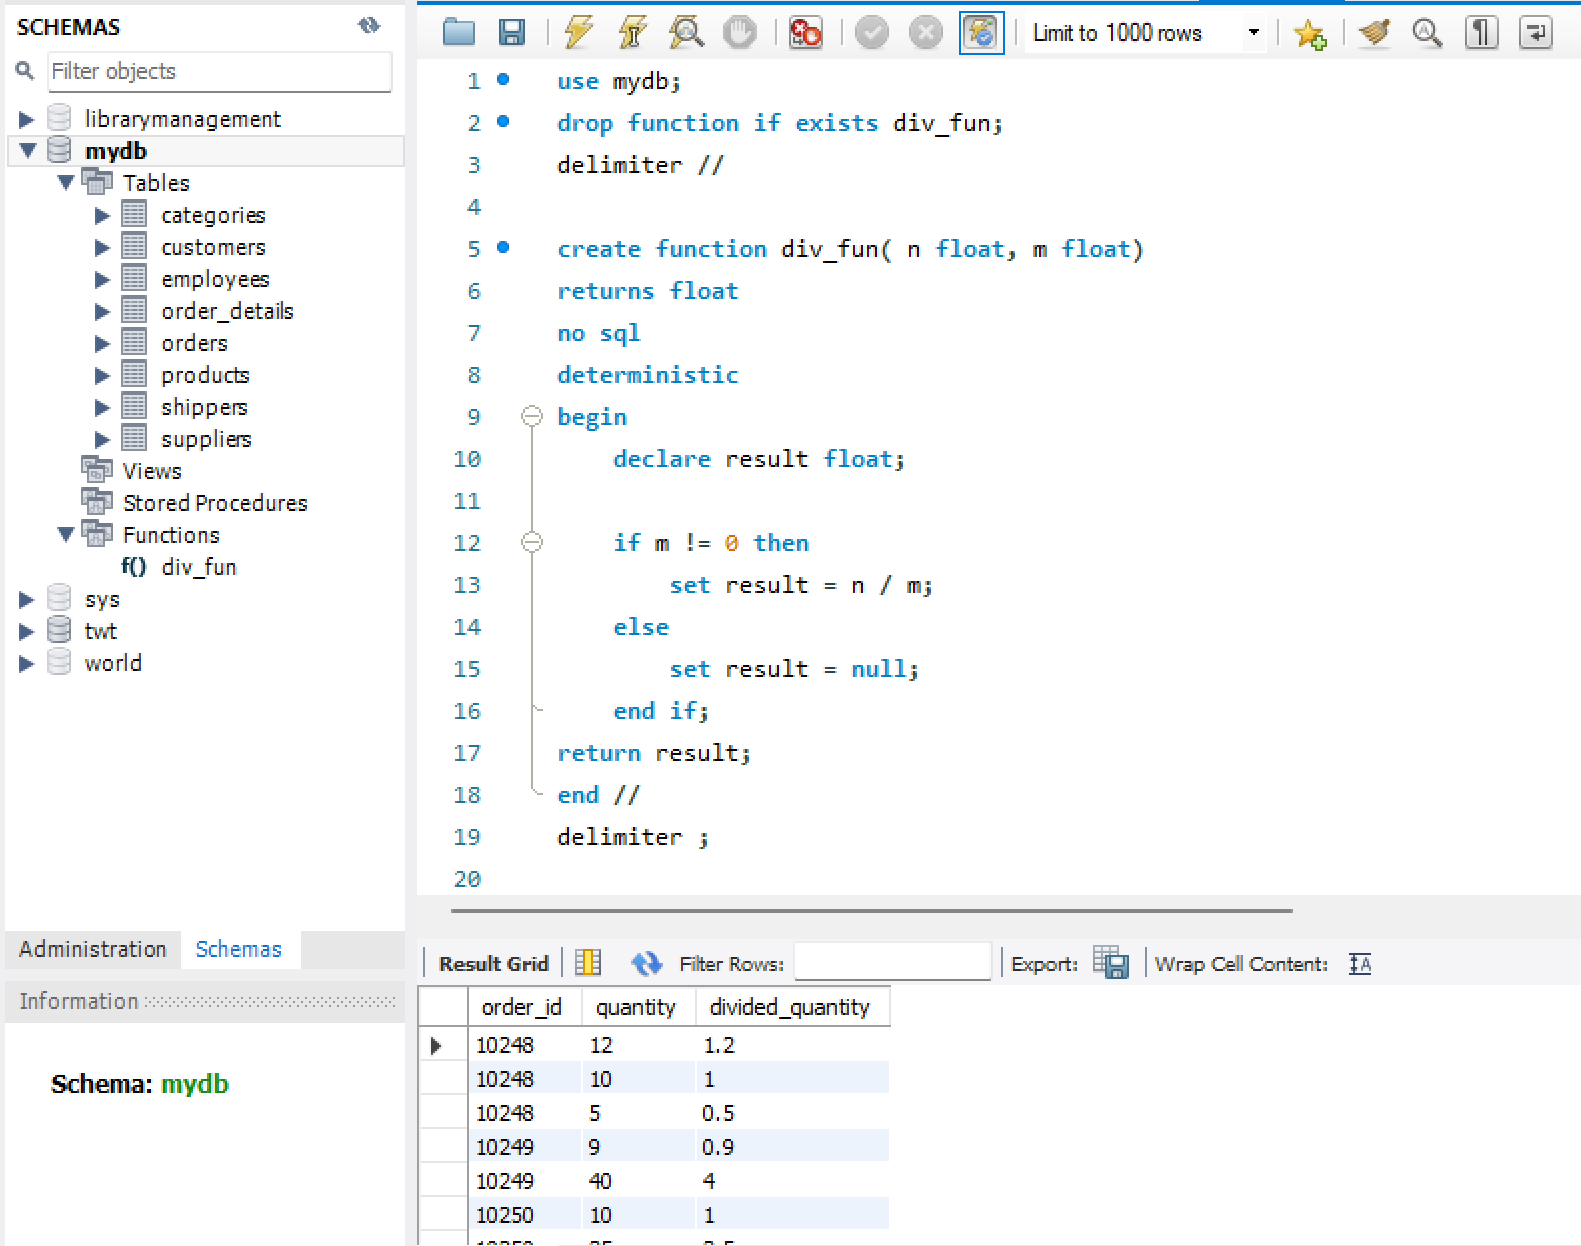 SCHEMAS
Filter objects
librarymanagement
mydb
Tables
categories
customers
employees
order_details
orders
products
shippers
suppliers
Views
Stored Procedures
Functions
f() div_fun
sys
twt
world
Administration Schemas
Information
Schema: mydb
Limit to 1000 rows
1 use mydb;
2 drop function if exists div_fun;
3 delimiter //
4
5 create function div_fun( n float, m float)
6 returns float
7 no sql
8 deterministic
9 begin
10 declare result float;
11
12 if m != 0 then
13 set result = n / m;
14 else
15 set result = null;
16 end if;
17 return result;
18 end //
19 delimiter ;
20
Result Grid Filter Rows: Export: Wrap Cell Content: IA
order_id quantity divided_quantity
10248 12 1.2
10248 10 1
10248 5 0.5
10249 9 0.9
10249 40 4
10250 10 1